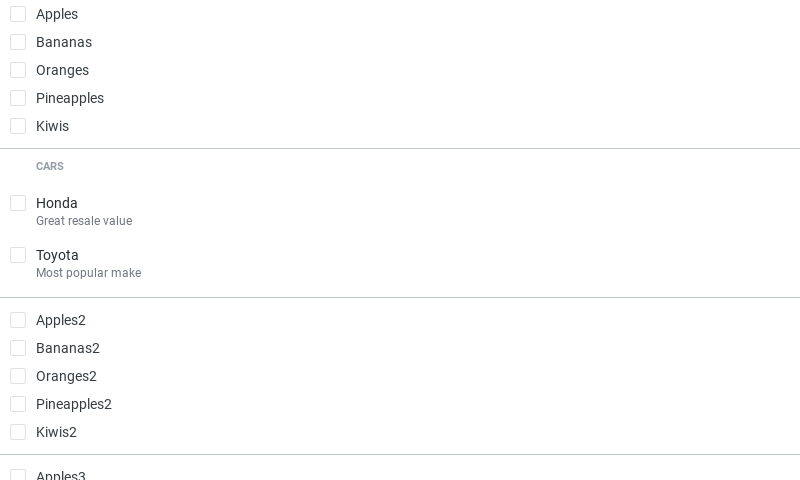 Apples
Bananas
Oranges
Pineapples
Kiwis
CARS
Honda
Great resale value
Toyota
Most popular make
Apples2
Bananas2
Oranges2
Pineapples2
Kiwis2
Apples3